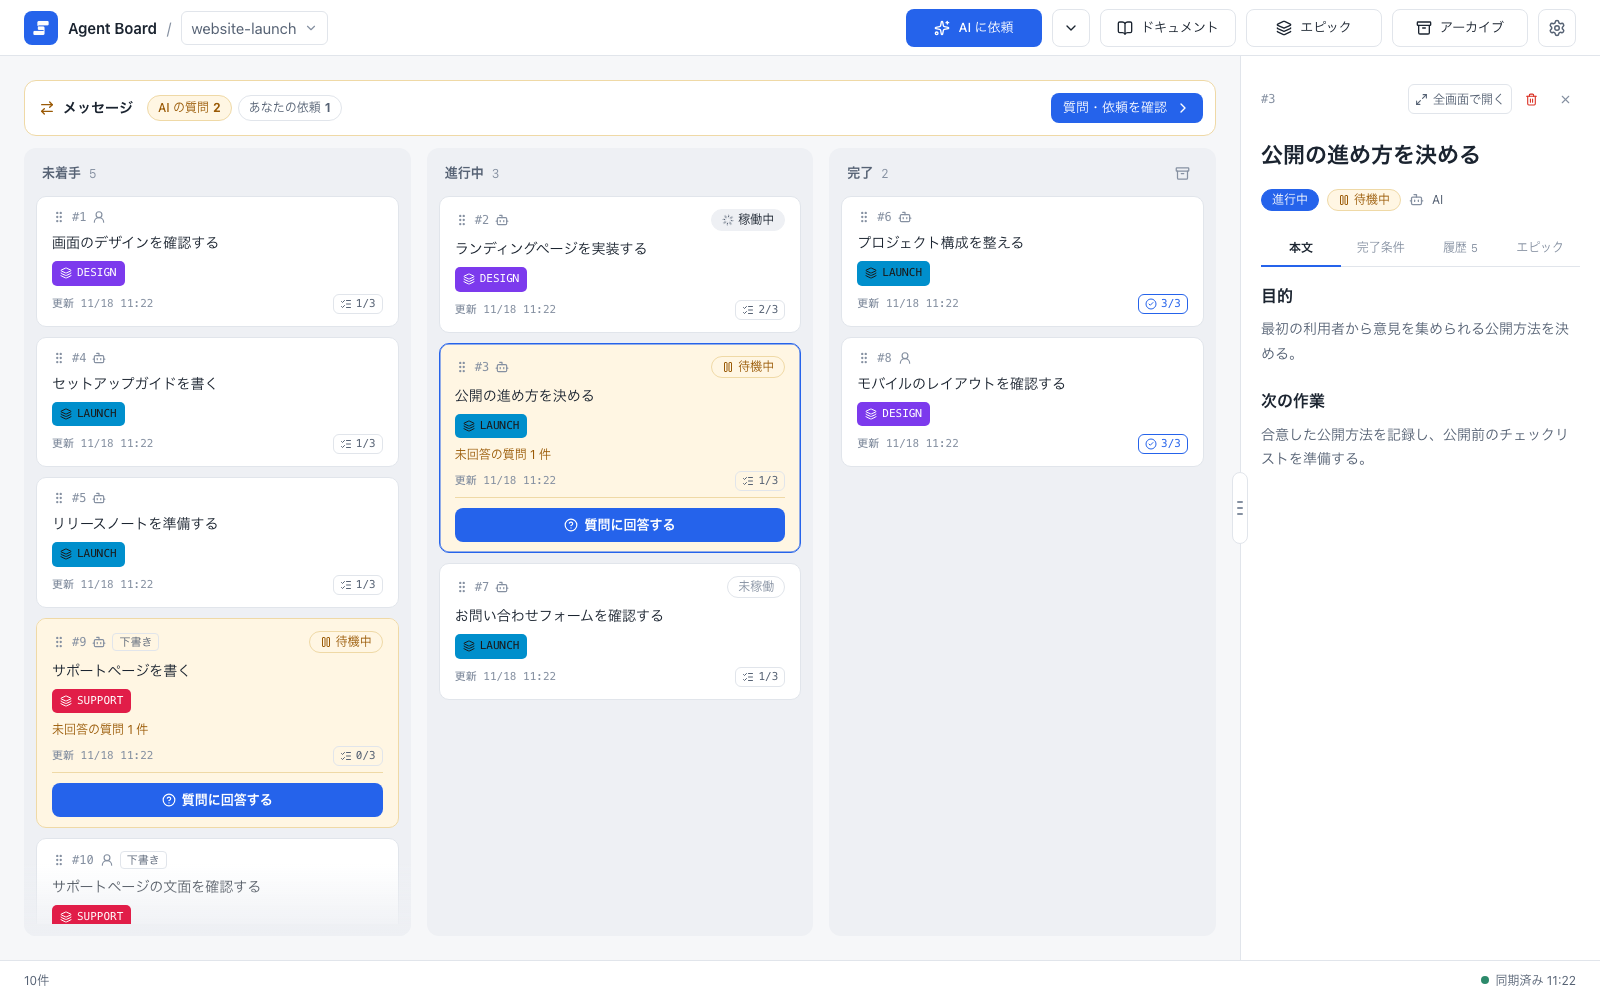 Agent Board / website-launch
AI に依頼
ドキュメント
エピック
アーカイブ
メッセージ
AI の質問 2
あなたの依頼 1
質問・依頼を確認
未着手 5
#1
画面のデザインを確認する
DESIGN
更新 11/18 11:22
1/3
#4
セットアップガイドを書く
LAUNCH
更新 11/18 11:22
1/3
#5
リリースノートを準備する
LAUNCH
更新 11/18 11:22
1/3
#9
下書き
待機中
サポートページを書く
SUPPORT
未回答の質問 1 件
更新 11/18 11:22
0/3
質問に回答する
#10
下書き
サポートページの文面を確認する
SUPPORT
進行中 3
#2
稼働中
ランディングページを実装する
DESIGN
更新 11/18 11:22
2/3
#3
待機中
公開の進め方を決める
LAUNCH
未回答の質問 1 件
更新 11/18 11:22
1/3
質問に回答する
#7
未稼働
お問い合わせフォームを確認する
LAUNCH
更新 11/18 11:22
1/3
完了 2
#6
プロジェクト構成を整える
LAUNCH
更新 11/18 11:22
3/3
#8
モバイルのレイアウトを確認する
DESIGN
更新 11/18 11:22
3/3
#3
全画面で開く
公開の進め方を決める
進行中
待機中
AI
本文
完了条件
履歴 5
エピック
目的
最初の利用者から意見を集められる公開方法を決
める。
次の作業
合意した公開方法を記録し、公開前のチェックリ
ストを準備する。
10件
同期済み 11:22